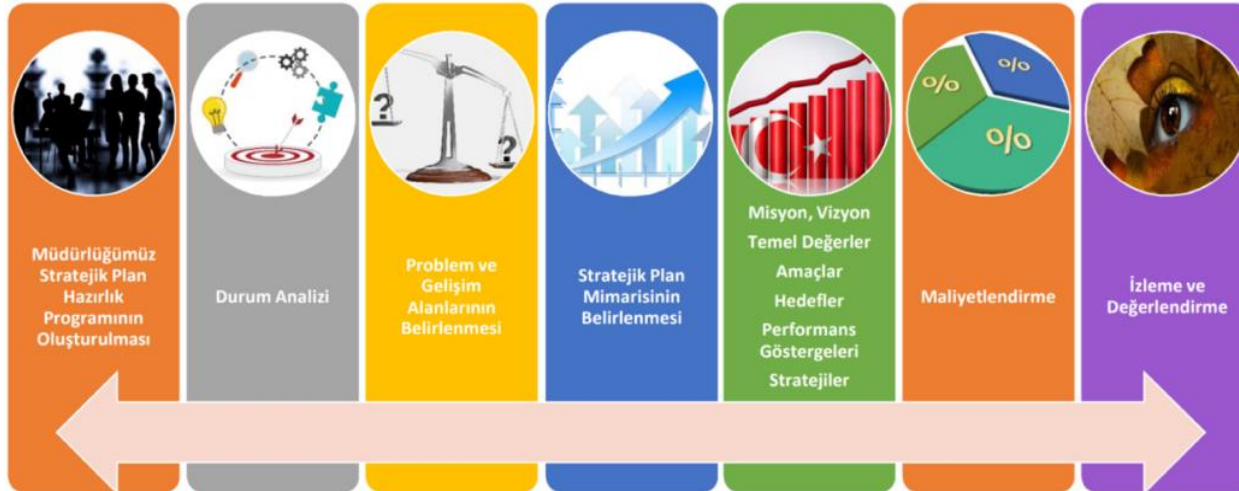 Müdürlüğümüz
Stratejik Plan
Hazırlık
Programının
Oluşturulması
Durum Analizi
?
?
Problem ve
Gelişim
Alanlarının
Belirlenmesi
Stratejik Plan
Mimarisinin
Belirlenmesi
Misyon, Vizyon
Temel Değerler
Amaçlar
Hedefler
Performans
Göstergeleri
Stratejiler
%
%
%
Maliyetlendirme
İzleme ve
Değerlendirme